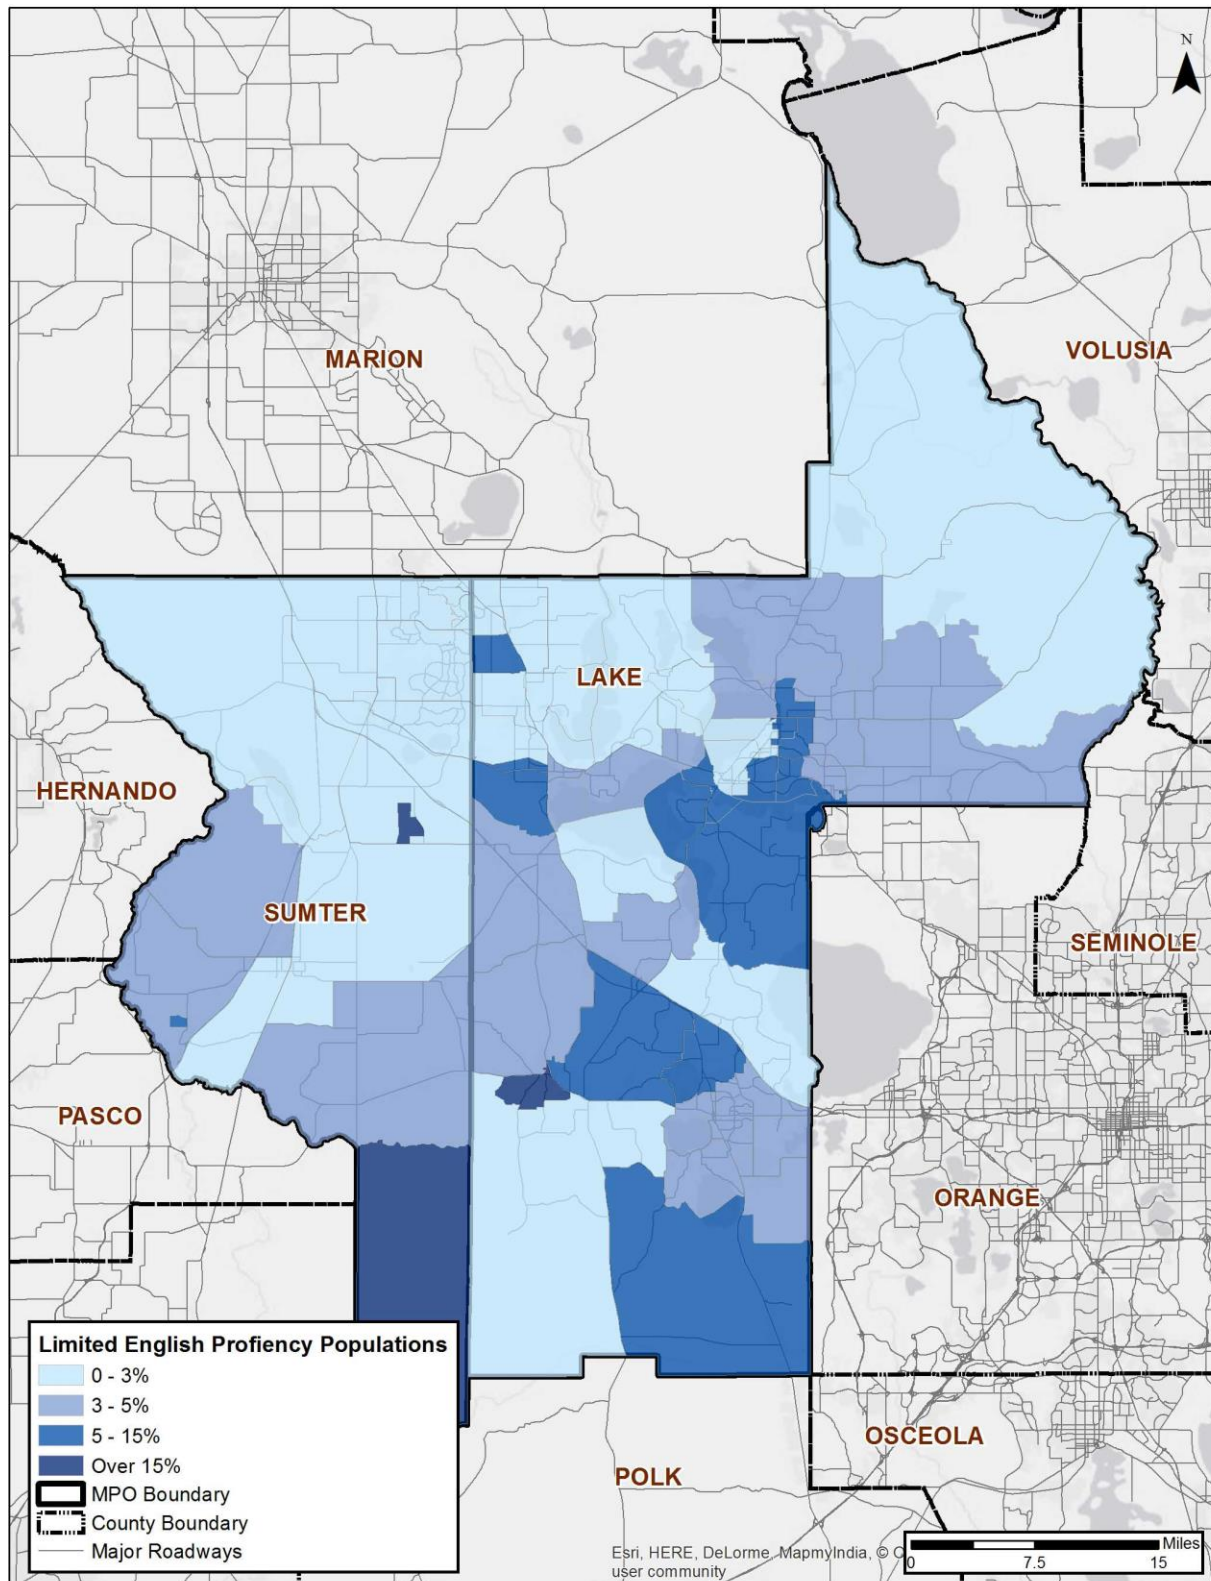 N
MARION
VOLUSIA
LAKE
HERNANDO
SUMTER
SEMINOLE
PASCO
ORANGE
Limited English Profiency Populations
0 - 3%
3 - 5%
5 - 15%
Over 15%
MPO Boundary
County Boundary
Major Roadways
OSCEOLA
POLK
Esri, HERE, DeLorme, MapmyIndia, ©
user community
Miles
0 7.5 15